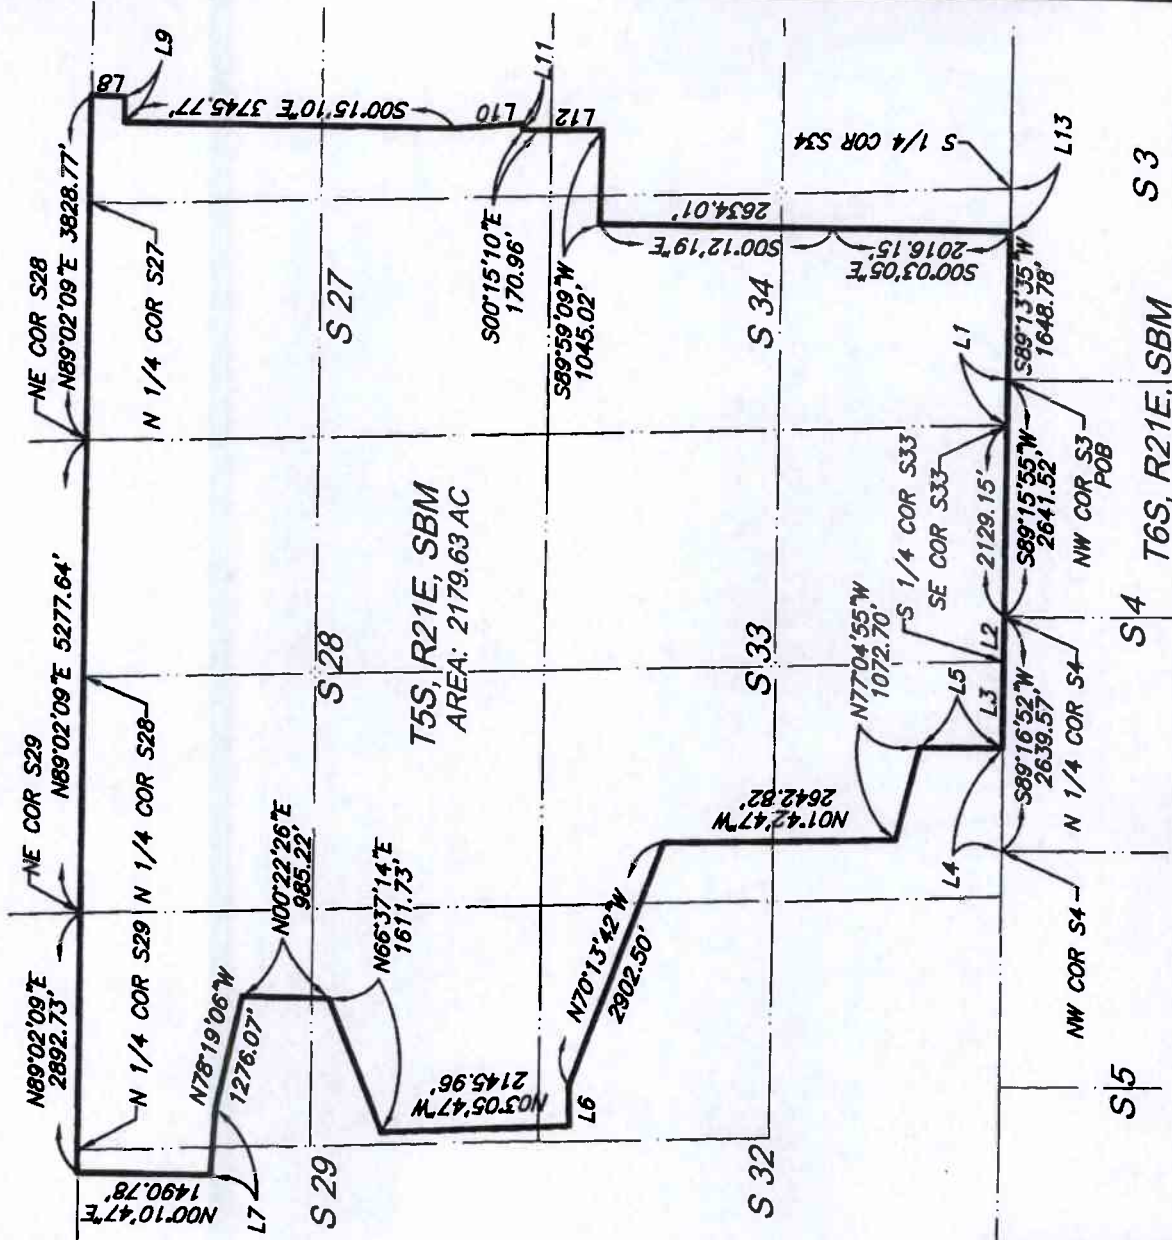 NE COR S29
NE COR S28
N89°02'09"E
2892.73'
N89°02'09"E 5277.64'
N89°02'09"E 3828.77'
L8
L9
N 1/4 COR S29
N 1/4 COR S28
N 1/4 COR S27
N00°10'47"E
1490.78'
L7
N78°19'06"W
1276.07'
N00°22'26"E
985.22'
S00°15'10"E 3745.77'
S 29
S 28
S 27
N66°37'14"E
1611.73'
T5S, R21E, SBM
AREA: 2179.63 AC
L10
L11
S00°15'10"E
170.96'
L12
N03°05'47"W
2145.96'
L6
S89°59'09"W
1045.02'
N70°13'42"W
2902.50'
S00°12'19"E
2634.01'
S 32
S 33
S 34
N01°42'47"W
2642.82'
N77°04'55"W
1072.70'
S 1/4 COR S33
SE COR S33
S 1/4 COR S34
S00°03'05"E
2016.15'
L5
L4
L3
L2
2129.15'
L1
L13
S89°16'52"W
2639.57'
S89°15'55"W
2641.52'
S89°13'35"W
1648.78'
NW COR S4
N 1/4 COR S4
NW COR S3
POB
S 5
S 4
S 3
T6S, R21E, SBM